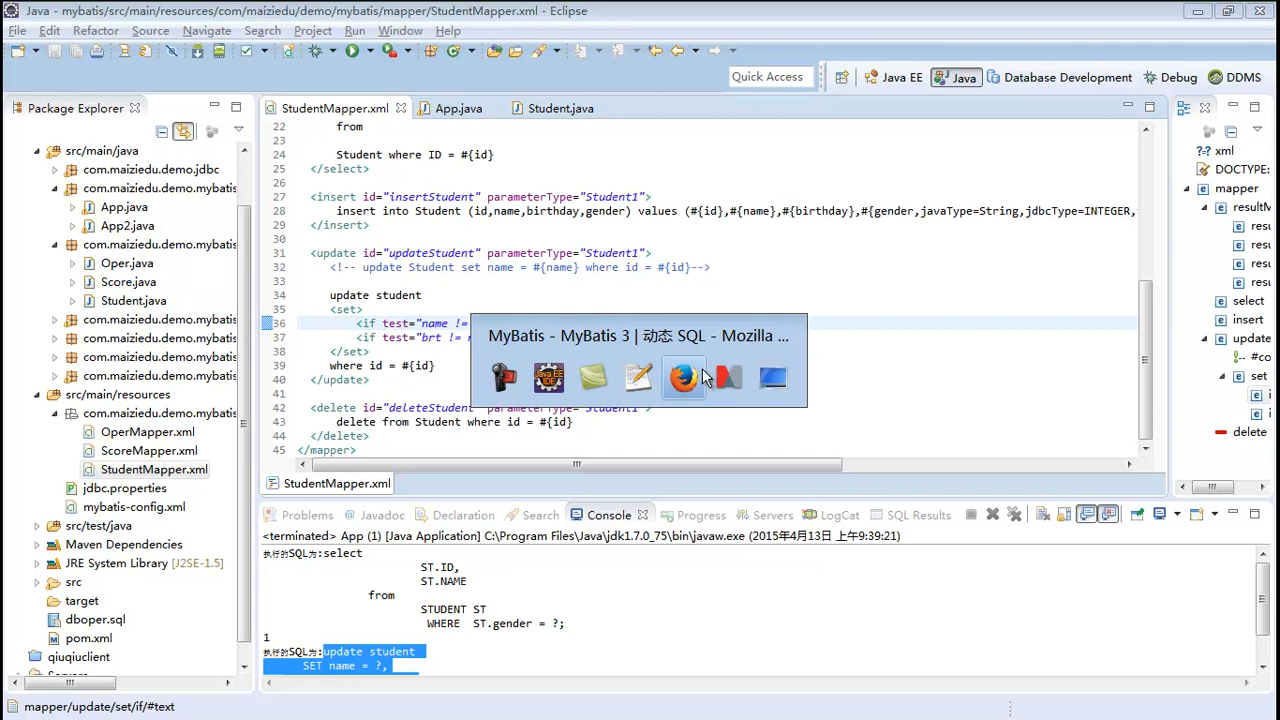 Java - mybatis/src/main/resources/com/maiziedu/demo/mybatis/mapper/StudentMapper.xml - Eclipse
File Edit Refactor Source Navigate Search Project Run Window Help
Quick Access
Java EE
Java
Database Development
Debug
DDMS
Package Explorer
src/main/java
com.maiziedu.demo.jdbc
com.maiziedu.demo.mybatis
App.java
App2.java
com.maiziedu.demo.mybatis
Oper.java
Score.java
Student.java
com.maiziedu.demo.mybatis
com.maiziedu.demo.mybatis
com.maiziedu.demo.mybatis
src/main/resources
com.maiziedu.demo.mybatis
OperMapper.xml
ScoreMapper.xml
StudentMapper.xml
jdbc.properties
mybatis-config.xml
src/test/java
Maven Dependencies
JRE System Library [J2SE-1.5]
src
target
dboper.sql
pom.xml
qiuqiuclient
StudentMapper.xml
App.java
Student.java
22 from
23
24 Student where ID = #{id}
25 </select>
26
27 <insert id="insertStudent" parameterType="Student1">
28 insert into Student (id,name,birthday,gender) values (#{id},#{name},#{birthday},#{gender,javaType=String,jdbcType=INTEGER,
29 </insert>
30
31 <update id="updateStudent" parameterType="Student1">
32 <!-- update Student set name = #{name} where id = #{id}-->
33
34 update student
35 <set>
36 <if test="name !=
37 <if test="brt !=
38 </set>
39 where id = #{id}
40 </update>
41
42 <delete id="deleteStudent" parameterType="Student1">
43 delete from Student where id = #{id}
44 </delete>
45 </mapper>
MyBatis - MyBatis 3 | 动态 SQL - Mozilla ...
StudentMapper.xml
xml
DOCTYPE:
mapper
resultM
resu
resu
resu
resu
select
insert
update
#co
set
i
i
delete
Problems
Javadoc
Declaration
Search
Console
Progress
Servers
LogCat
SQL Results
<terminated> App (1) [Java Application] C:\Program Files\Java\jdk1.7.0_75\bin\javaw.exe (2015年4月13日 上午9:39:21)
执行的SQL为:select
ST.ID,
ST.NAME
from
STUDENT ST
WHERE ST.gender = ?;
1
执行的SQL为:update student
SET name = ?,
mapper/update/set/if/#text